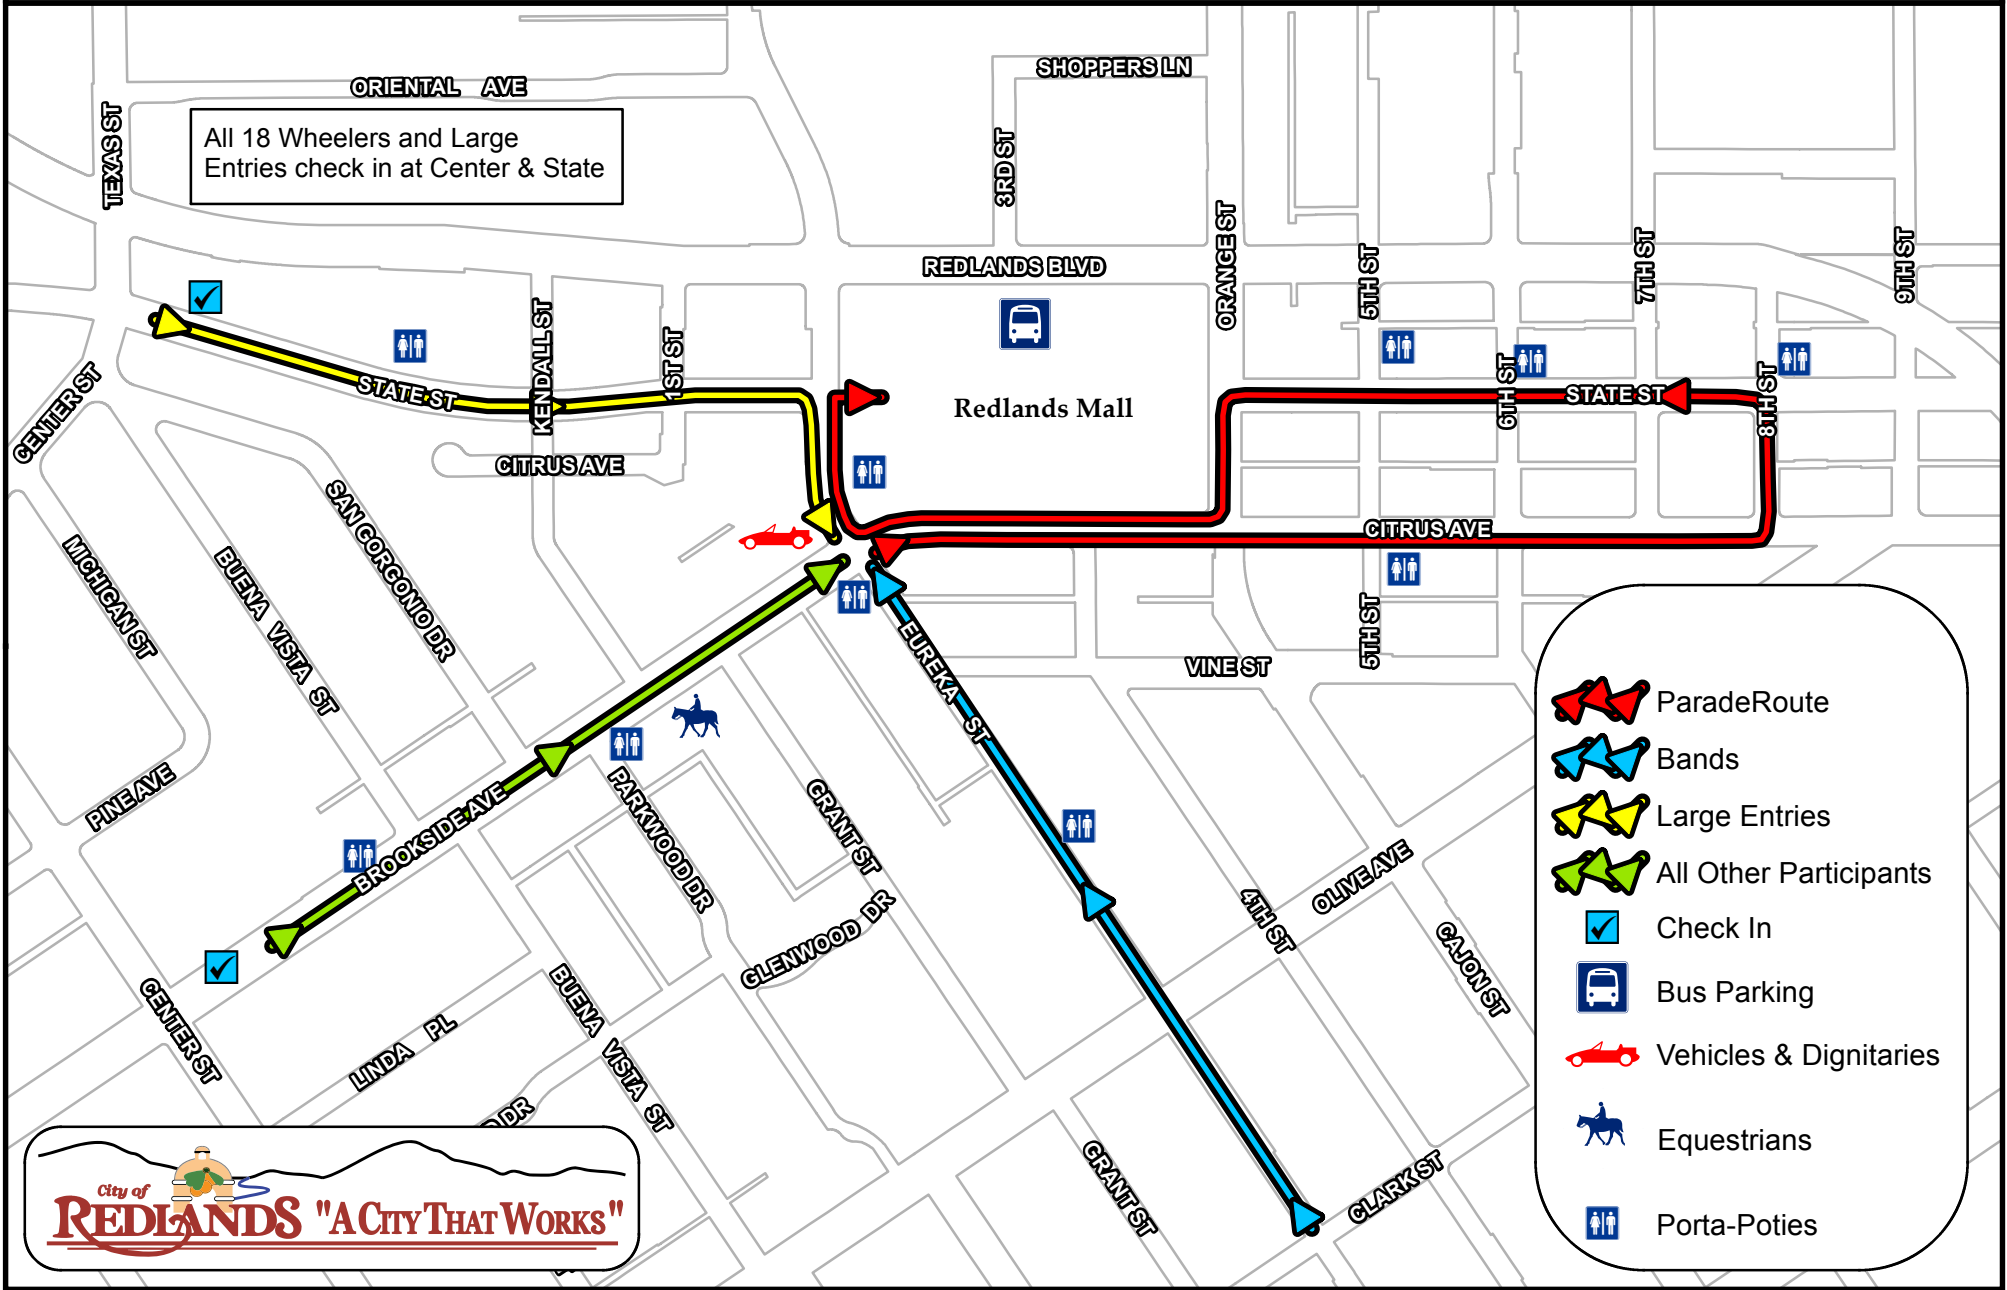 ORIENTAL AVE
SHOPPERS LN
TEXAS ST
All 18 Wheelers and Large
Entries check in at Center & State
3RD ST
ORANGE ST
5TH ST
7TH ST
9TH ST
REDLANDS BLVD
KENDALL ST
1ST ST
STATE ST
Redlands Mall
6TH ST
STATE ST
8TH ST
CENTER ST
CITRUS AVE
CITRUS AVE
SAN GORGONIO DR
MICHIGAN ST
BUENA VISTA ST
EUREKA ST
5TH ST
VINE ST
PINE AVE
BROOKSIDE AVE
PARKWOOD DR
GRANT ST
GLENWOOD DR
4TH ST
OLIVE AVE
CAJON ST
CENTER ST
LINDA PL
BUENA VISTA ST
DR
GRANT ST
CLARK ST
ParadeRoute
Bands
Large Entries
All Other Participants
Check In
Bus Parking
Vehicles & Dignitaries
Equestrians
Porta-Poties
City of
REDLANDS "A CITY THAT WORKS"